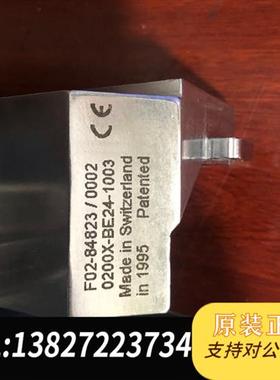 CE
F02-84823 / 0002
0200X-BE24-1003
Made in Switzerland
in 1995 Patented
原装正
支持对公/
:13827223734